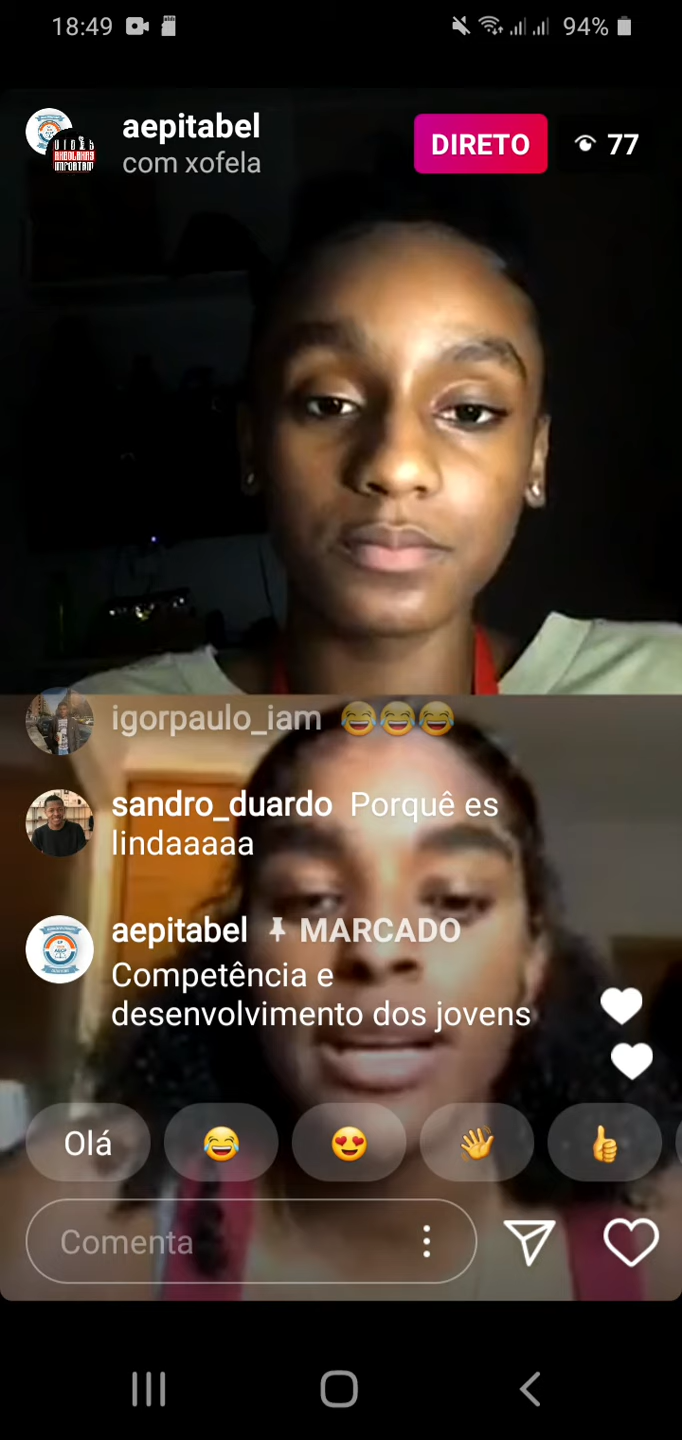 18:49 94%
aepitabel
com xofela
DIRETO 77
igorpaulo_iam 😂😂😂
sandro_duardo Porquê es
lindaaaaa
aepitabel MARCADO
Competência e
desenvolvimento dos jovens
Olá 😂 😍 👋 👍
Comenta